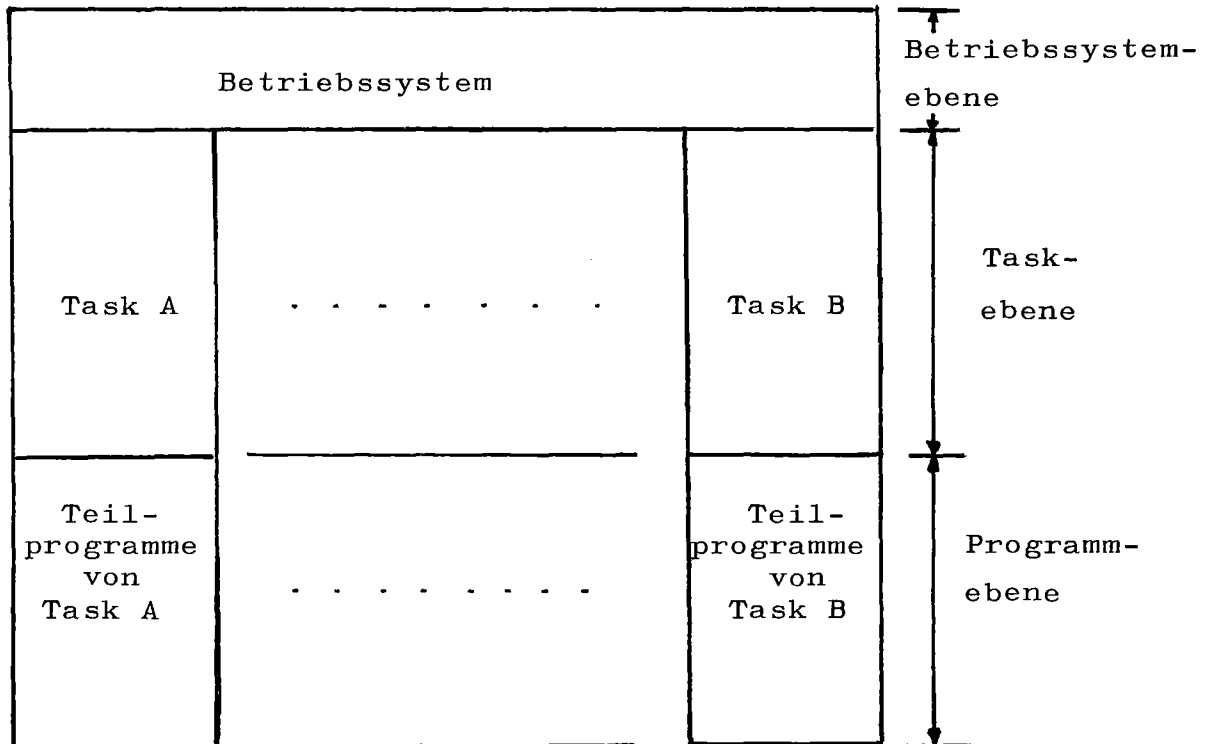 Betriebssystem
Betriebssystem-
ebene
Task A
. . . . . . .
Task B
Task-
ebene
Teil-
programme
von
Task A
. . . . . . . .
Teil-
programme
von
Task B
Programm-
ebene